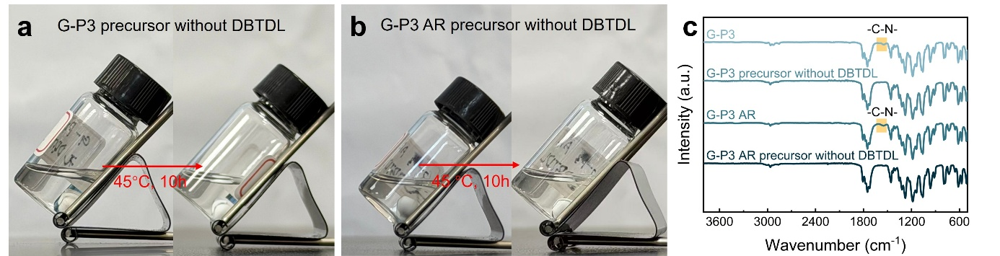 a G-P3 precursor without DBTDL
45°C, 10h
b G-P3 AR precursor without DBTDL
45 °C, 10h
c
-C-N-
G-P3
G-P3 precursor without DBTDL
-C-N-
G-P3 AR
G-P3 AR precursor without DBTDL
Intensity (a.u.)
3600 3000 2400 1800 1200 600
Wavenumber (cm⁻¹)